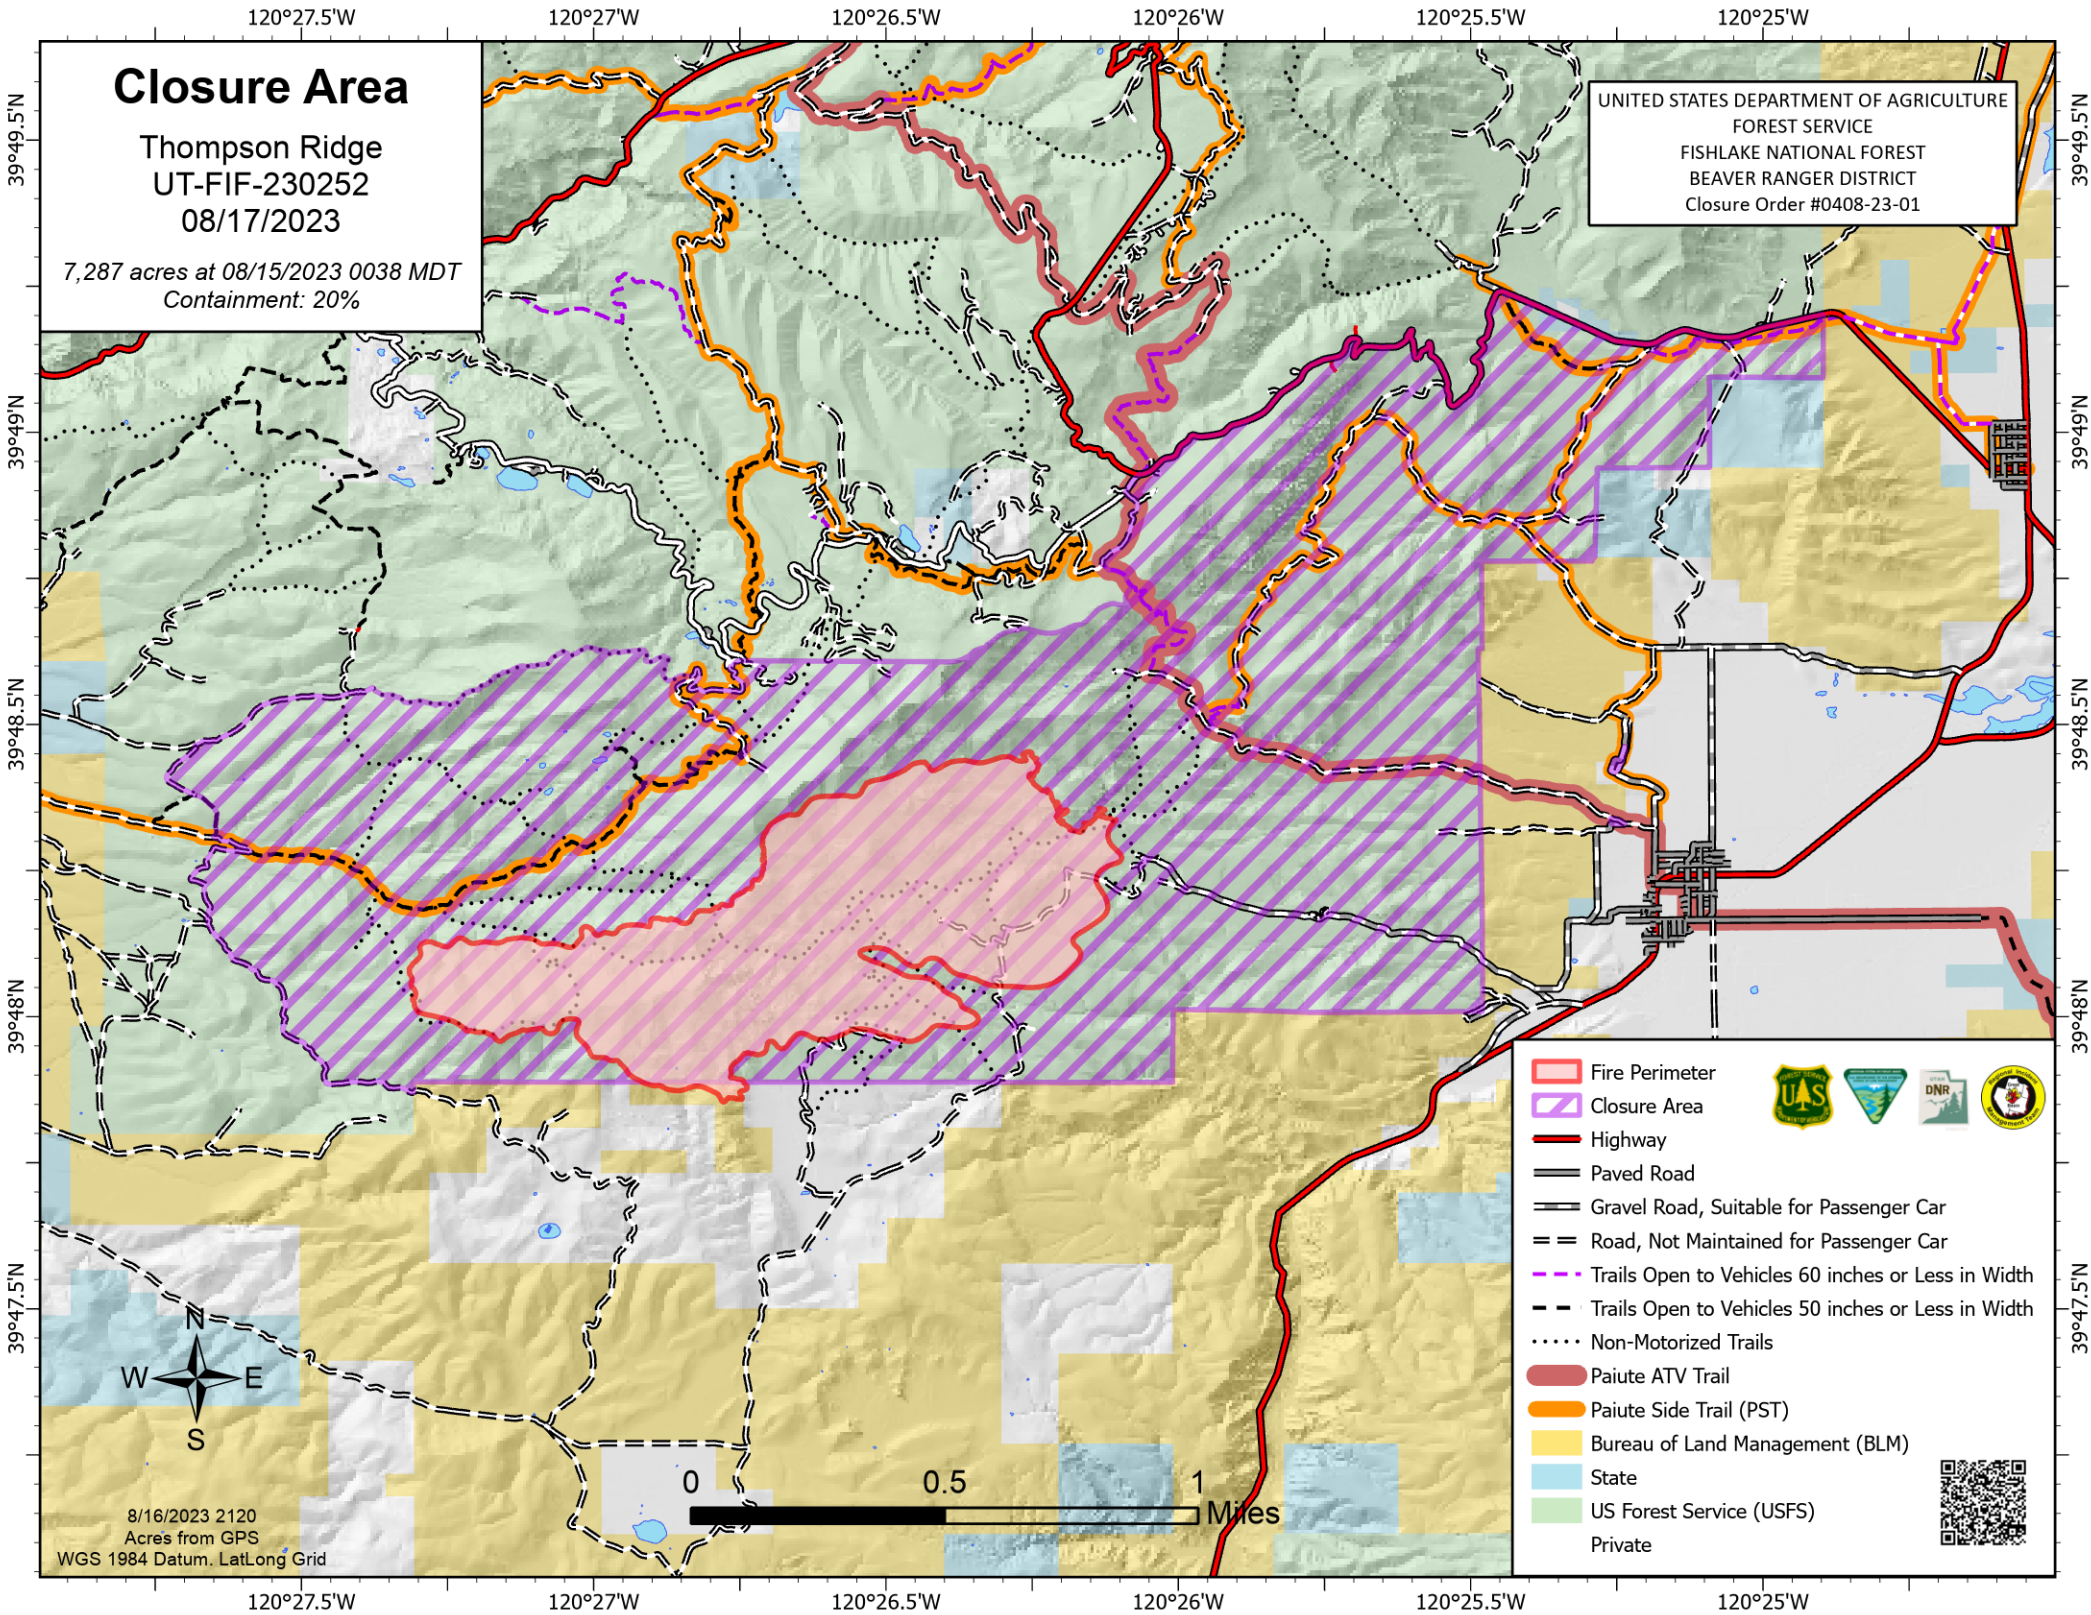 120°27.5'W 120°27'W 120°26.5'W 120°26'W 120°25.5'W 120°25'W
Closure Area
Thompson Ridge
UT-FIF-230252
08/17/2023
7,287 acres at 08/15/2023 0038 MDT
Containment: 20%
UNITED STATES DEPARTMENT OF AGRICULTURE
FOREST SERVICE
FISHLAKE NATIONAL FOREST
BEAVER RANGER DISTRICT
Closure Order #0408-23-01
39°49.5'N
39°49.5'N
39°49'N
39°49'N
39°48.5'N
39°48.5'N
39°48'N
39°48'N
39°47.5'N
39°47.5'N
Fire Perimeter
Closure Area
Highway
Paved Road
Gravel Road, Suitable for Passenger Car
Road, Not Maintained for Passenger Car
Trails Open to Vehicles 60 inches or Less in Width
Trails Open to Vehicles 50 inches or Less in Width
Non-Motorized Trails
Paiute ATV Trail
Paiute Side Trail (PST)
Bureau of Land Management (BLM)
State
US Forest Service (USFS)
Private
FOREST SERVICE
US
DNR
Regional Incident
Management Team
N
W E
S
0 0.5 1
Miles
8/16/2023 2120
Acres from GPS
WGS 1984 Datum. LatLong Grid
120°27.5'W 120°27'W 120°26.5'W 120°26'W 120°25.5'W 120°25'W